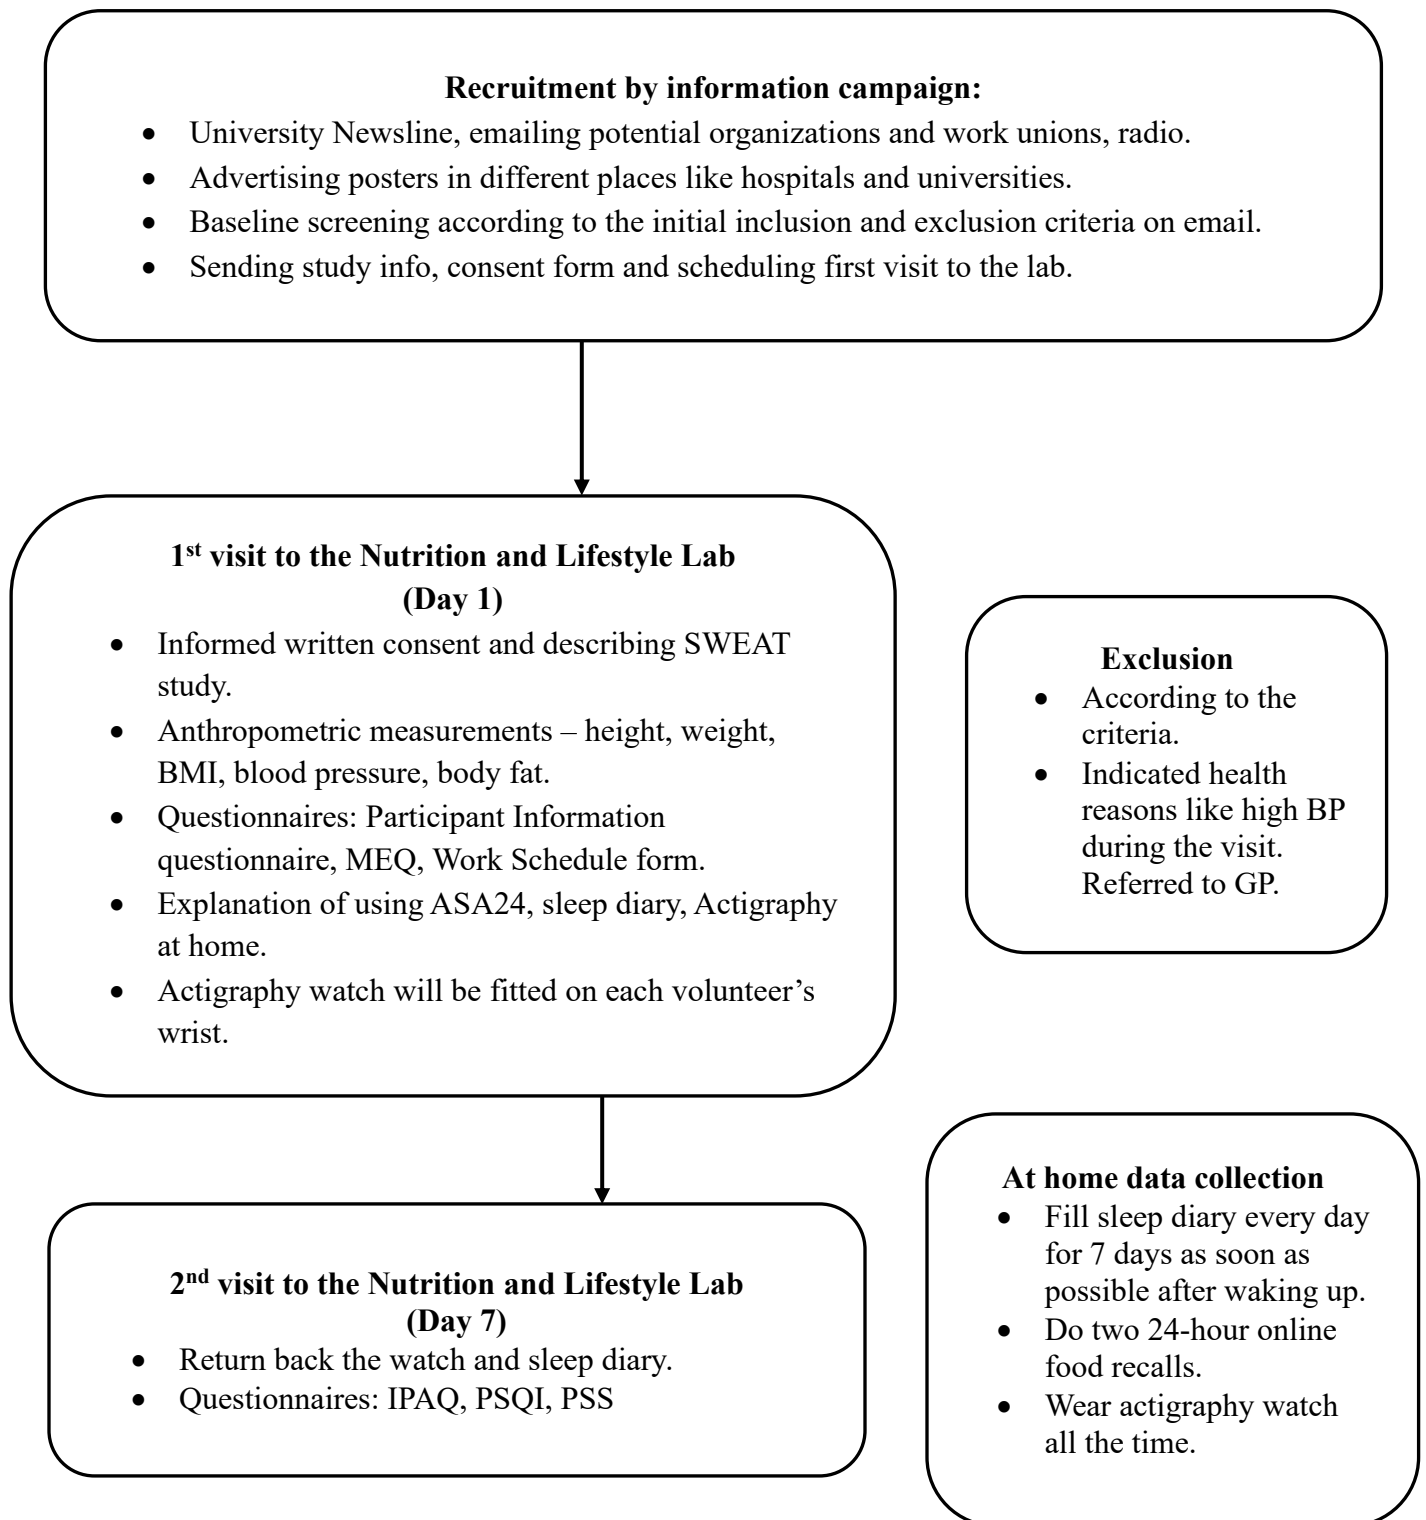 Recruitment by information campaign:
• University Newsline, emailing potential organizations and work unions, radio.
• Advertising posters in different places like hospitals and universities.
• Baseline screening according to the initial inclusion and exclusion criteria on email.
• Sending study info, consent form and scheduling first visit to the lab.
1st visit to the Nutrition and Lifestyle Lab
(Day 1)
• Informed written consent and describing SWEAT
study.
• Anthropometric measurements – height, weight,
BMI, blood pressure, body fat.
• Questionnaires: Participant Information
questionnaire, MEQ, Work Schedule form.
• Explanation of using ASA24, sleep diary, Actigraphy
at home.
• Actigraphy watch will be fitted on each volunteer’s
wrist.
Exclusion
• According to the
criteria.
• Indicated health
reasons like high BP
during the visit.
Referred to GP.
At home data collection
• Fill sleep diary every day
for 7 days as soon as
possible after waking up.
• Do two 24-hour online
food recalls.
• Wear actigraphy watch
all the time.
2nd visit to the Nutrition and Lifestyle Lab
(Day 7)
• Return back the watch and sleep diary.
• Questionnaires: IPAQ, PSQI, PSS